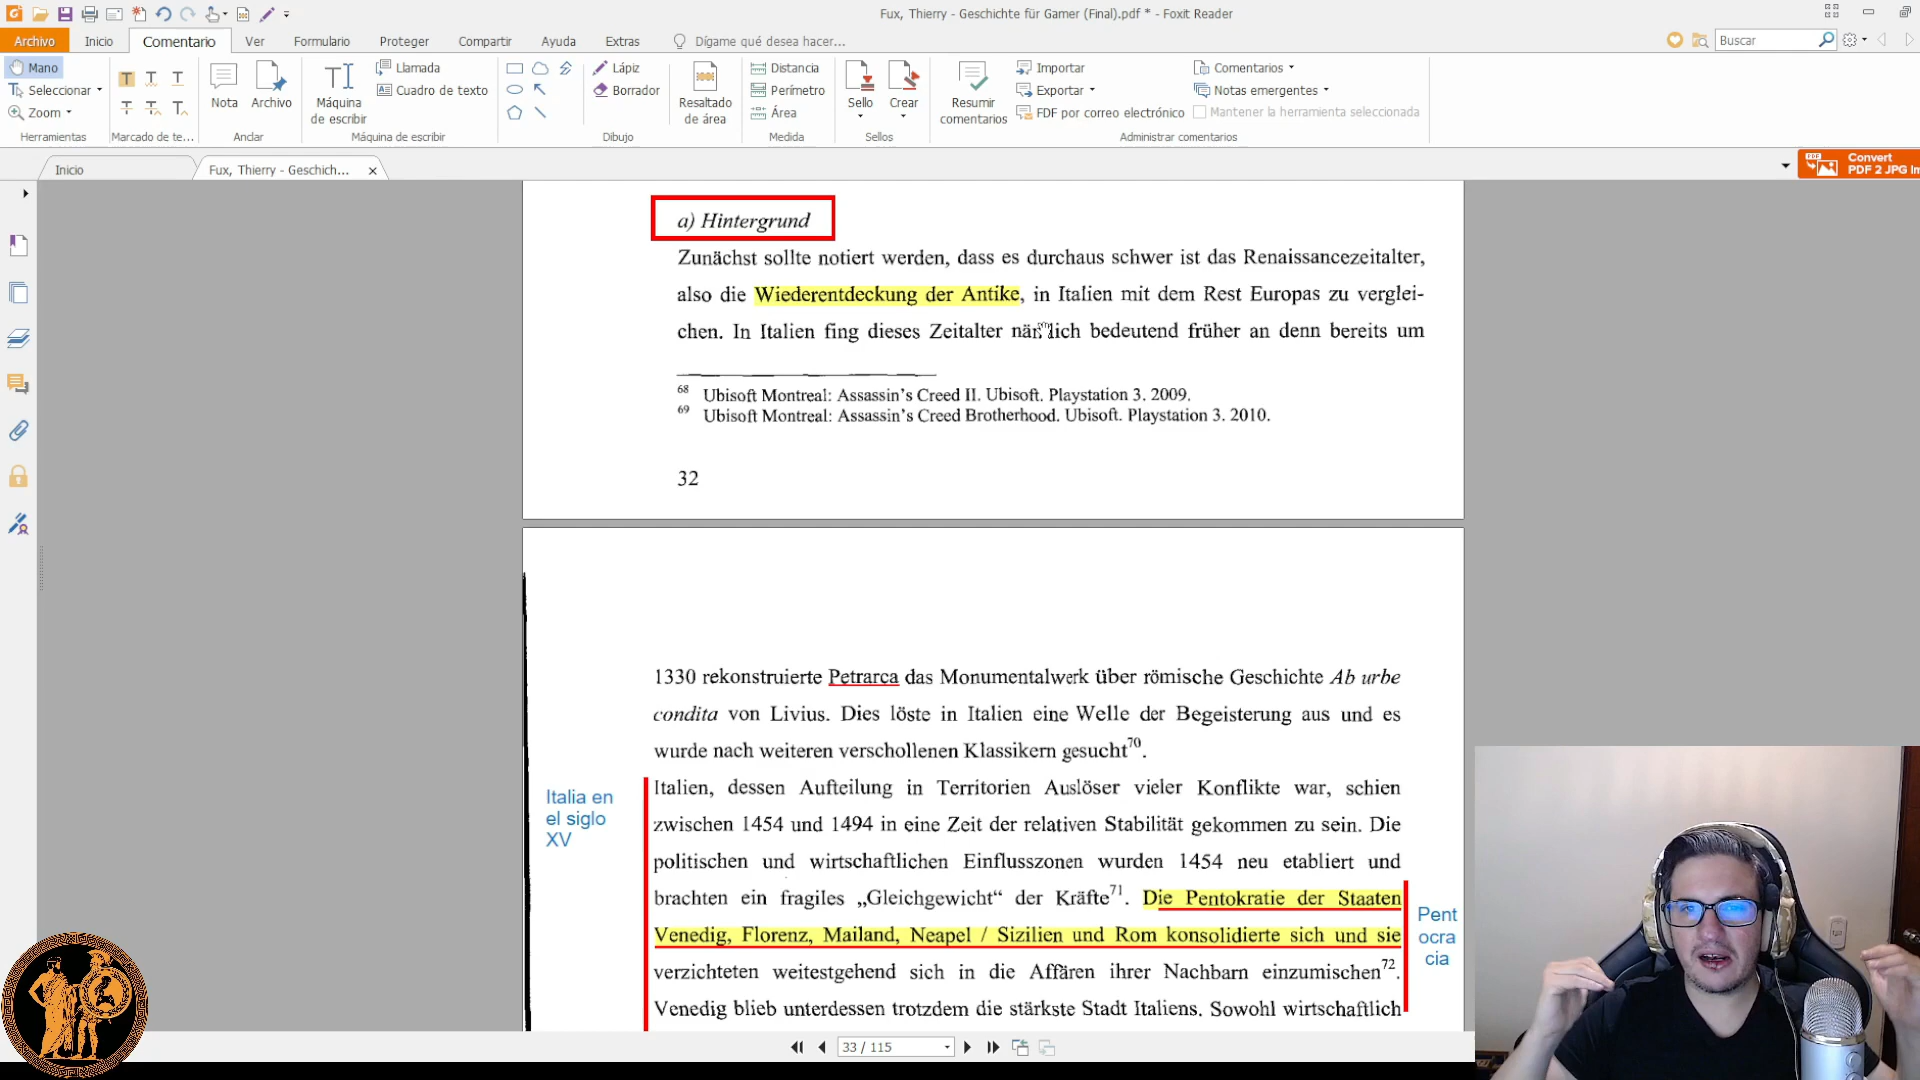 Fux, Thierry - Geschichte für Gamer (Final).pdf * - Foxit Reader
Archivo Inicio Comentario Ver Formulario Proteger Compartir Ayuda Extras Dígame qué desea hacer... Buscar
Mano
Seleccionar
Zoom
Herramientas
Marcado de te...
Nota Archivo
Anclar
Máquina de escribir
Llamada
Cuadro de texto
Máquina de escribir
Lápiz
Borrador
Dibujo
Resaltado de área
Distancia
Perímetro
Área
Medida
Sello Crear
Sellos
Resumir comentarios
Importar
Exportar
FDF por correo electrónico
Comentarios
Notas emergentes
Mantener la herramienta seleccionada
Administrar comentarios
Inicio
Fux, Thierry - Geschich...
Convert
PDF 2 JPG Im
a) Hintergrund
Zunächst sollte notiert werden, dass es durchaus schwer ist das Renaissancezeitalter,
also die Wiederentdeckung der Antike, in Italien mit dem Rest Europas zu verglei-
chen. In Italien fing dieses Zeitalter nämlich bedeutend früher an denn bereits um
68 Ubisoft Montreal: Assassin's Creed II. Ubisoft. Playstation 3. 2009.
69 Ubisoft Montreal: Assassin's Creed Brotherhood. Ubisoft. Playstation 3. 2010.
32
1330 rekonstruierte Petrarca das Monumentalwerk über römische Geschichte Ab urbe
condita von Livius. Dies löste in Italien eine Welle der Begeisterung aus und es
wurde nach weiteren verschollenen Klassikern gesucht70.
Italien, dessen Aufteilung in Territorien Auslöser vieler Konflikte war, schien
zwischen 1454 und 1494 in eine Zeit der relativen Stabilität gekommen zu sein. Die
politischen und wirtschaftlichen Einflusszonen wurden 1454 neu etabliert und
brachten ein fragiles „Gleichgewicht“ der Kräfte71. Die Pentokratie der Staaten
Venedig, Florenz, Mailand, Neapel / Sizilien und Rom konsolidierte sich und sie
verzichteten weitestgehend sich in die Affären ihrer Nachbarn einzumischen72.
Venedig blieb unterdessen trotzdem die stärkste Stadt Italiens. Sowohl wirtschaftlich
Italia en
el siglo
XV
Pent
ocra
cia
33 / 115